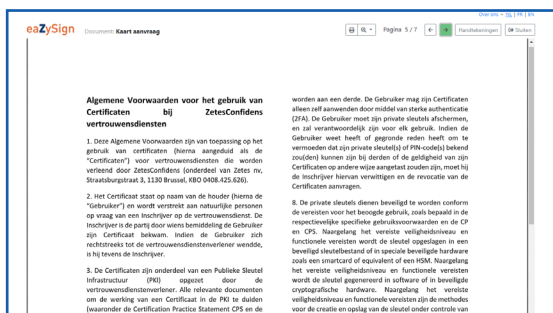 Over ons - NL | FR | EN
eaZySign
Document: Kaart aanvraag
Pagina 5 / 7
Handtekeningen
Sluiten
Algemene Voorwaarden voor het gebruik van
Certificaten bij ZetesConfidens
vertrouwensdiensten
1. Deze Algemene Voorwaarden zijn van toepassing op het
gebruik van certificaten (hierna aangeduid als de
"Certificaten") voor vertrouwensdiensten die worden
verleend door ZetesConfidens (onderdeel van Zetes nv,
Straatsburgstraat 3, 1130 Brussel, KBO 0408.425.626).
2. Het Certificaat staat op naam van de houder (hierna de
"Gebruiker") en wordt verstrekt aan natuurlijke personen
op vraag van een Inschrijver op de vertrouwensdienst. De
Inschrijver is de partij door wiens bemiddeling de Gebruiker
zijn Certificaat bekwam. Indien de Gebruiker zich
rechtstreeks tot de vertrouwensdienstenverlener wendde,
is hij tevens de Inschrijver.
3. De Certificaten zijn onderdeel van een Publieke Sleutel
Infrastructuur (PKI) opgezet door de
vertrouwensdienstenverlener. Alle relevante documenten
om de werking van een Certificaat in de PKI te duiden
(waaronder de Certification Practice Statement CPS en de
worden aan een derde. De Gebruiker mag zijn Certificaten
alleen zelf aanwenden door middel van sterke authenticatie
(2FA). De Gebruiker moet zijn private sleutels afschermen,
en zal verantwoordelijk zijn voor elk gebruik. Indien de
Gebruiker weet heeft of gegronde reden heeft om te
vermoeden dat zijn private sleutel(s) of PIN-code(s) bekend
zou(den) kunnen zijn bij derden of de geldigheid van zijn
Certificaten op andere wijze aangetast zouden zijn, moet hij
de Inschrijver hiervan verwittigen en de revocatie van de
Certificaten aanvragen.
8. De private sleutels dienen beveiligd te worden conform
de vereisten voor het beoogde gebruik, zoals bepaald in de
respectievelijke specifieke gebruiksvoorwaarden en de CP
en CPS. Naargelang het vereiste veiligheidsniveau en
functionele vereisten wordt de sleutel opgeslagen in een
beveiligd sleutelbestand of in speciale beveiligde hardware
zoals een smartcard of equivalent of een HSM. Naargelang
het vereiste veiligheidsniveau en functionele vereisten
wordt de sleutel gegenereerd in software of in beveiligde
cryptografische hardware. Naargelang het vereiste
veiligheidsniveau en functionele vereisten zijn de methodes
voor de creatie en opslag van de sleutel onder controle van